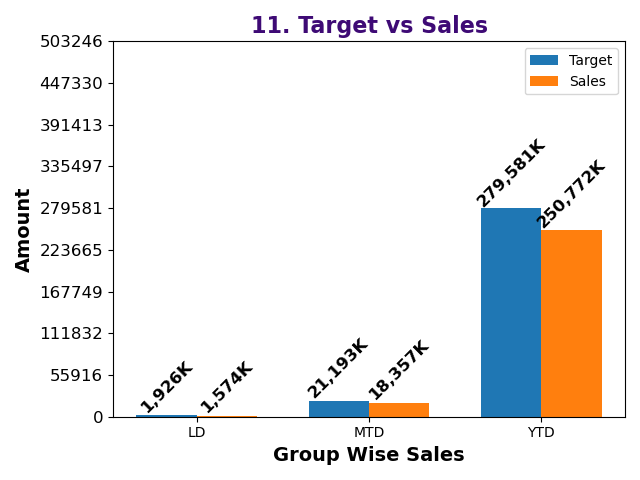 11. Target vs Sales
503246
447330
391413
335497
279581
223665
167749
111832
55916
0
Amount
Target
Sales
1,926K
1,574K
21,193K
18,357K
279,581K
250,772K
LD
MTD
YTD
Group Wise Sales